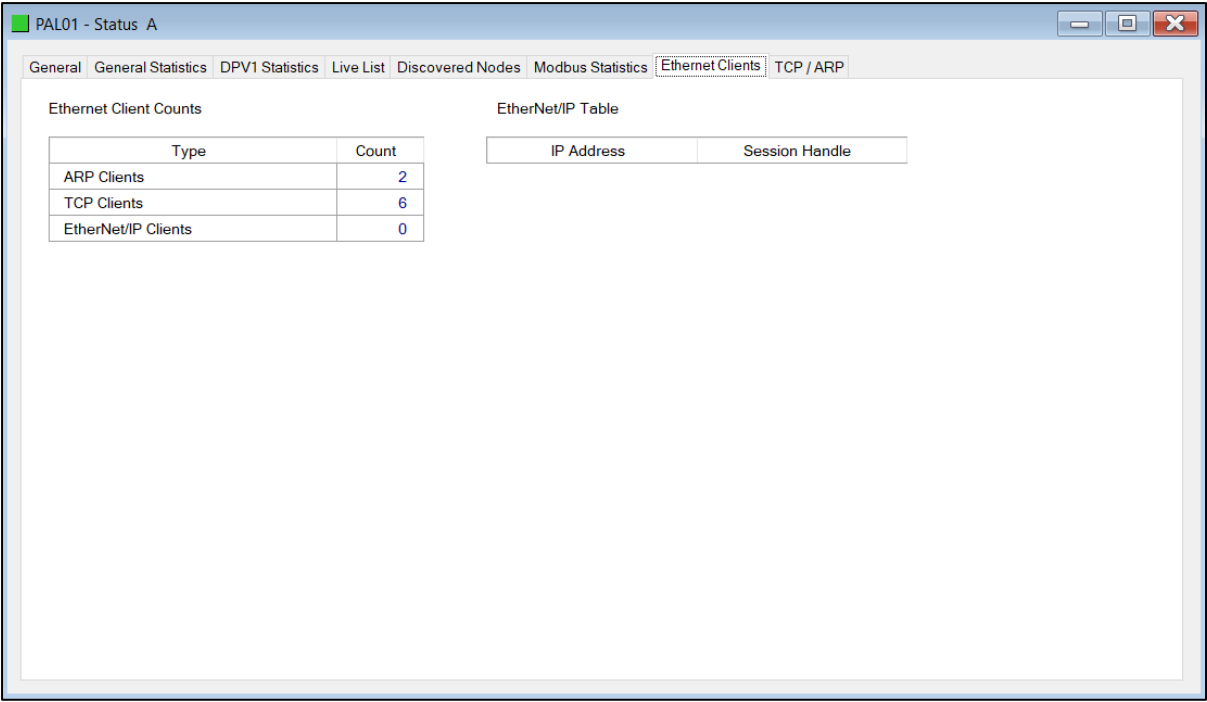 PAL01 - Status A
General General Statistics DPV1 Statistics Live List Discovered Nodes Modbus Statistics Ethernet Clients TCP / ARP
Ethernet Client Counts EtherNet/IP Table
Type Count IP Address Session Handle
ARP Clients 2
TCP Clients 6
EtherNet/IP Clients 0